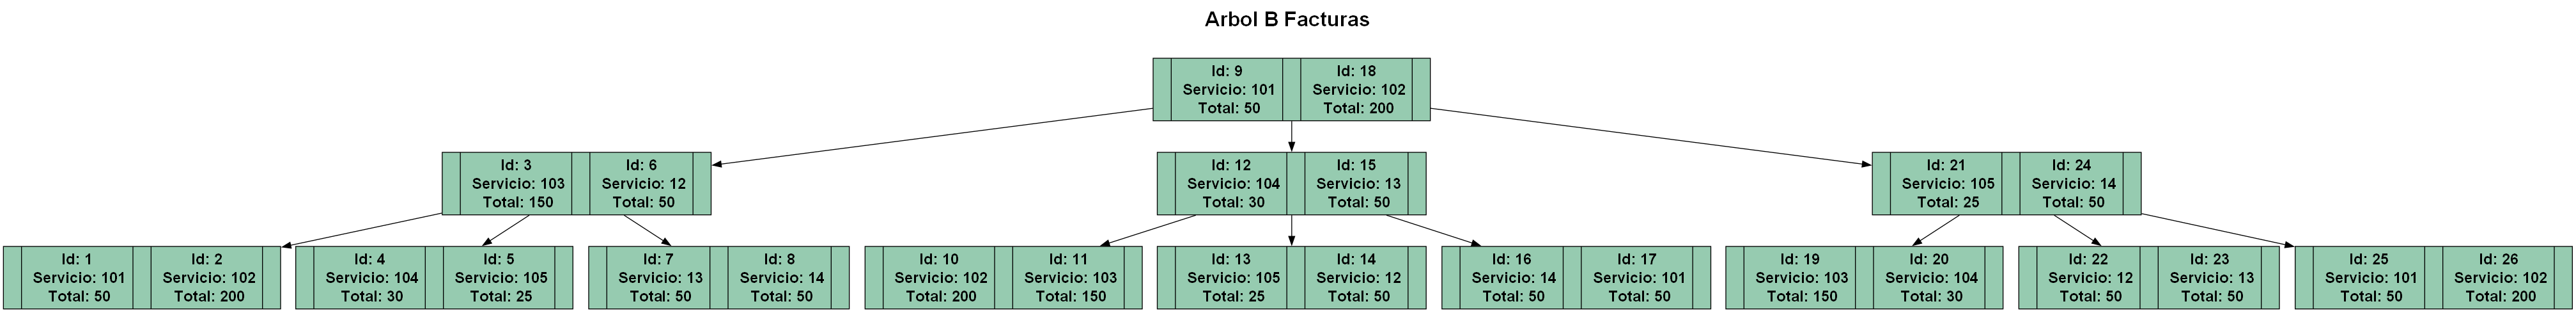 Arbol B Facturas
Id: 9
Servicio: 101
Total: 50
Id: 18
Servicio: 102
Total: 200
Id: 3
Servicio: 103
Total: 150
Id: 6
Servicio: 12
Total: 50
Id: 12
Servicio: 104
Total: 30
Id: 15
Servicio: 13
Total: 50
Id: 21
Servicio: 105
Total: 25
Id: 24
Servicio: 14
Total: 50
Id: 1
Servicio: 101
Total: 50
Id: 2
Servicio: 102
Total: 200
Id: 4
Servicio: 104
Total: 30
Id: 5
Servicio: 105
Total: 25
Id: 7
Servicio: 13
Total: 50
Id: 8
Servicio: 14
Total: 50
Id: 10
Servicio: 102
Total: 200
Id: 11
Servicio: 103
Total: 150
Id: 13
Servicio: 105
Total: 25
Id: 14
Servicio: 12
Total: 50
Id: 16
Servicio: 14
Total: 50
Id: 17
Servicio: 101
Total: 50
Id: 19
Servicio: 103
Total: 150
Id: 20
Servicio: 104
Total: 30
Id: 22
Servicio: 12
Total: 50
Id: 23
Servicio: 13
Total: 50
Id: 25
Servicio: 101
Total: 50
Id: 26
Servicio: 102
Total: 200